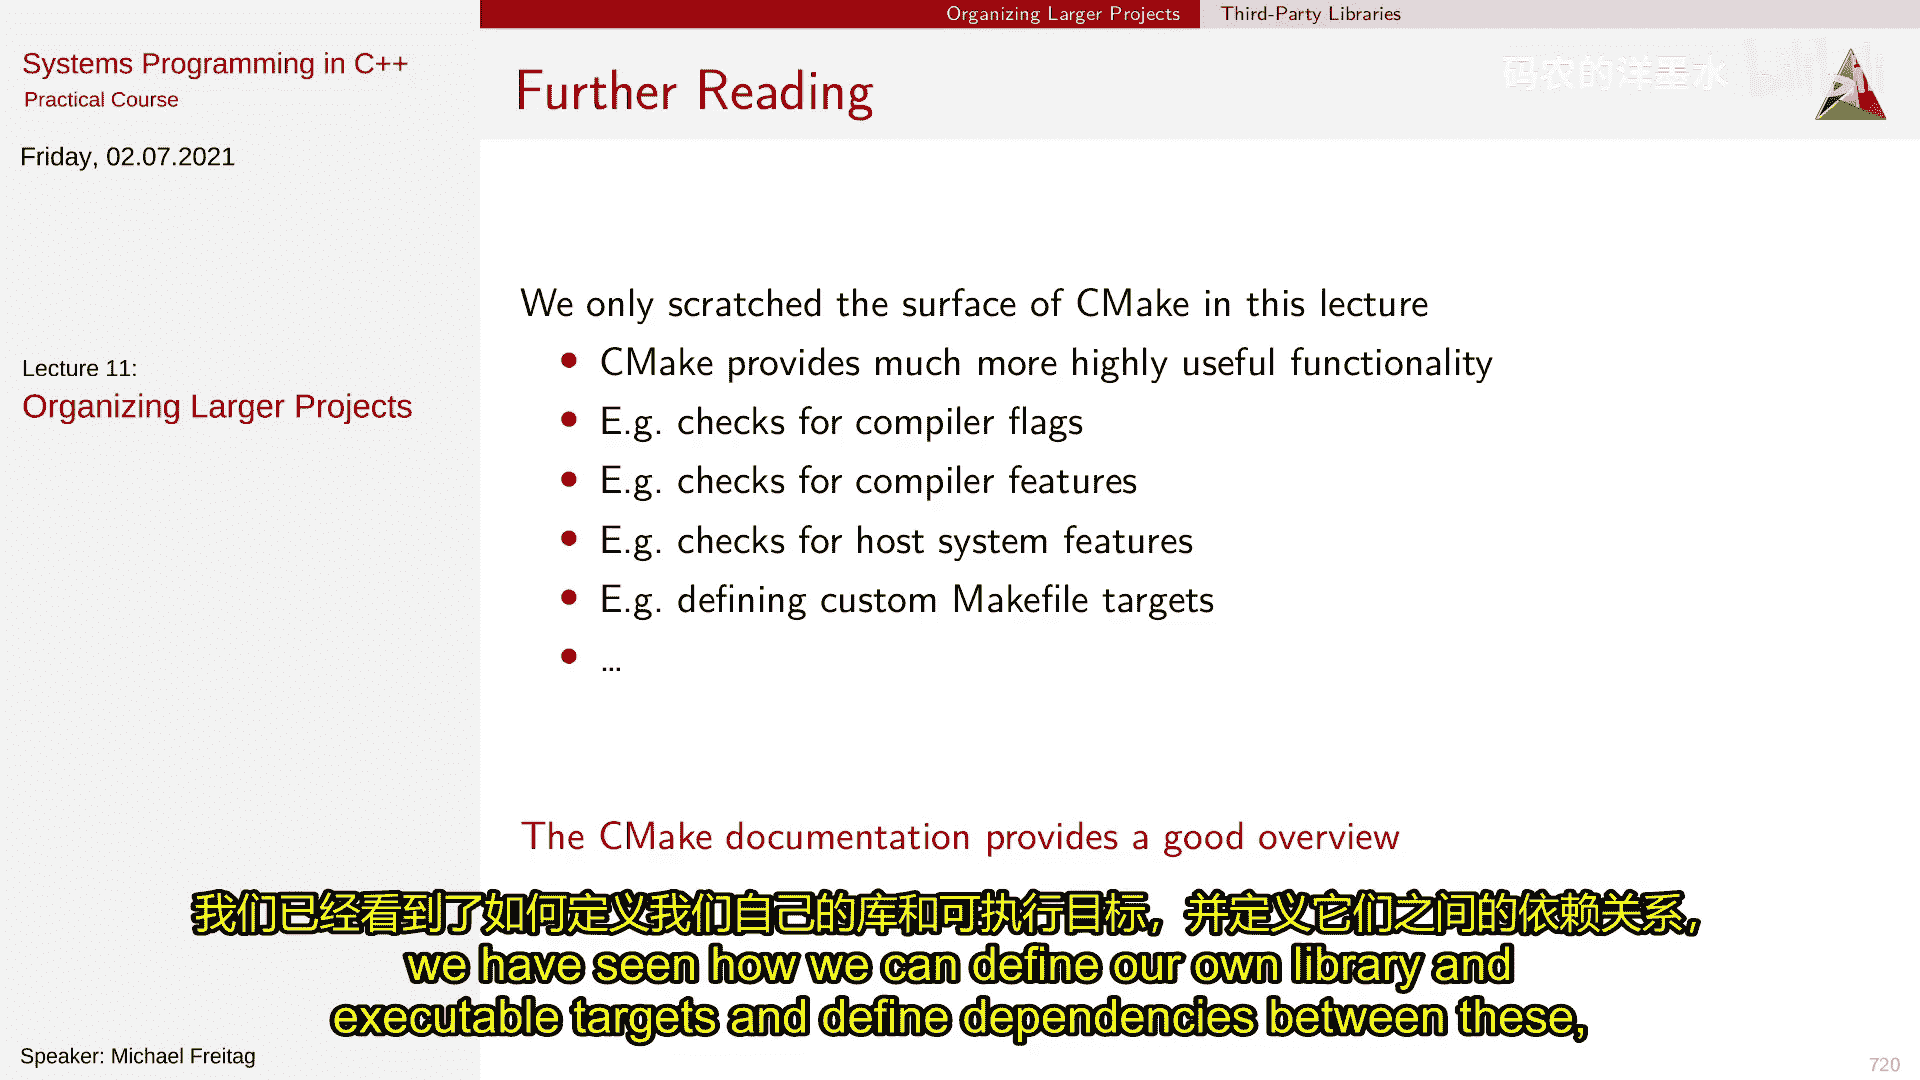 Organizing Larger Projects
Third-Party Libraries
Systems Programming in C++
Practical Course
Friday, 02.07.2021
Further Reading
码农的洋墨水
We only scratched the surface of CMake in this lecture
CMake provides much more highly useful functionality
E.g. checks for compiler flags
E.g. checks for compiler features
E.g. checks for host system features
E.g. defining custom Makefile targets
...
Lecture 11:
Organizing Larger Projects
The CMake documentation provides a good overview
我们已经看到了如何定义我们自己的库和可执行目标，并定义它们之间的依赖关系，
we have seen how we can define our own library and
executable targets and define dependencies between these,
Speaker: Michael Freitag
720